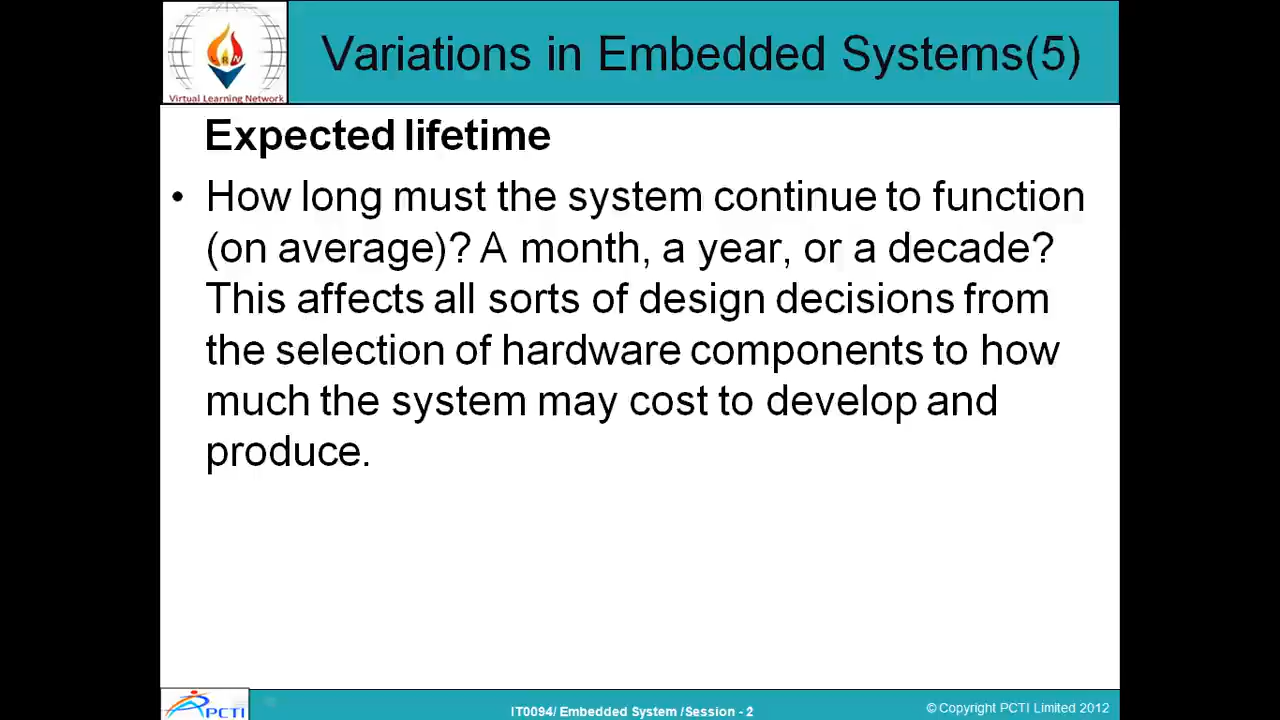 Variations in Embedded Systems(5)
Virtual Learning Network
Expected lifetime
• How long must the system continue to function
(on average)? A month, a year, or a decade?
This affects all sorts of design decisions from
the selection of hardware components to how
much the system may cost to develop and
produce.
PCTI
IT0094/ Embedded System /Session - 2
© Copyright PCTI Limited 2012